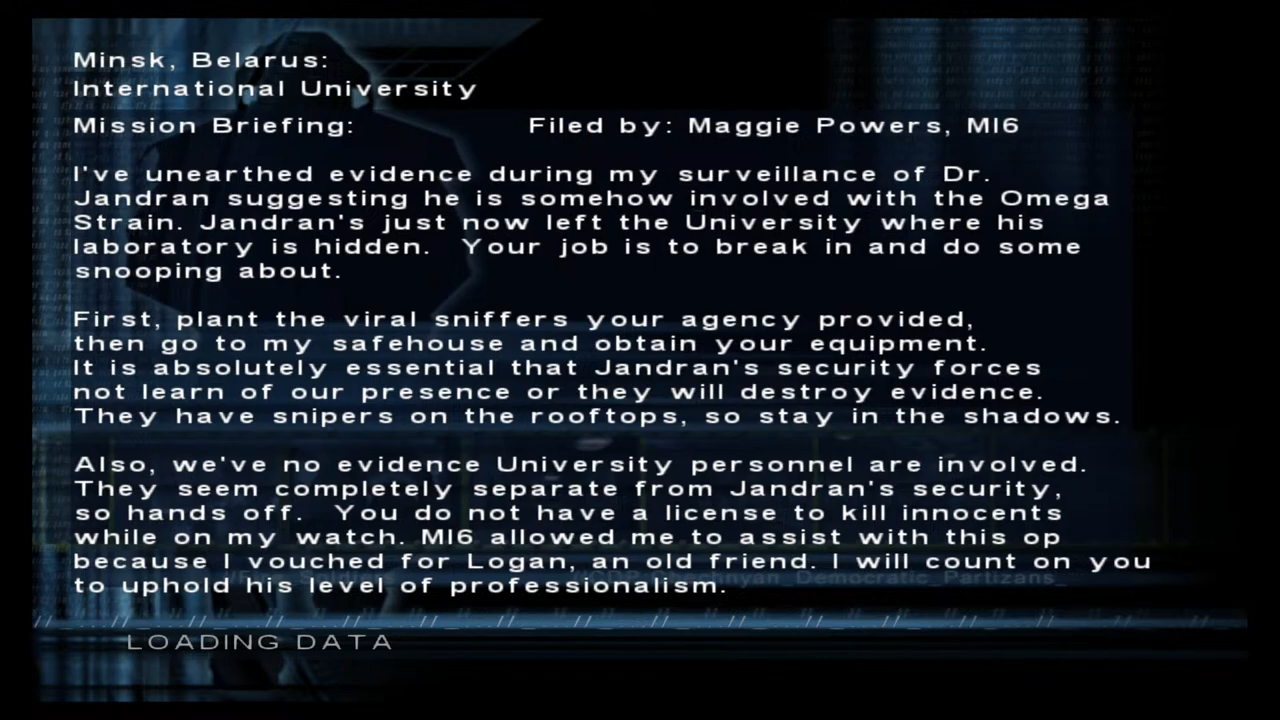 Minsk, Belarus:
International University
Mission Briefing: Filed by: Maggie Powers, MI6
I've unearthed evidence during my surveillance of Dr.
Jandran suggesting he is somehow involved with the Omega
Strain. Jandran's just now left the University where his
laboratory is hidden. Your job is to break in and do some
snooping about.
First, plant the viral sniffers your agency provided,
then go to my safehouse and obtain your equipment.
It is absolutely essential that Jandran's security forces
not learn of our presence or they will destroy evidence.
They have snipers on the rooftops, so stay in the shadows.
Also, we've no evidence University personnel are involved.
They seem completely separate from Jandran's security,
so hands off. You do not have a license to kill innocents
while on my watch. MI6 allowed me to assist with this op
because I vouched for Logan, an old friend. I will count on you
to uphold his level of professionalism.
Democratic_Partizans_
LOADING DATA